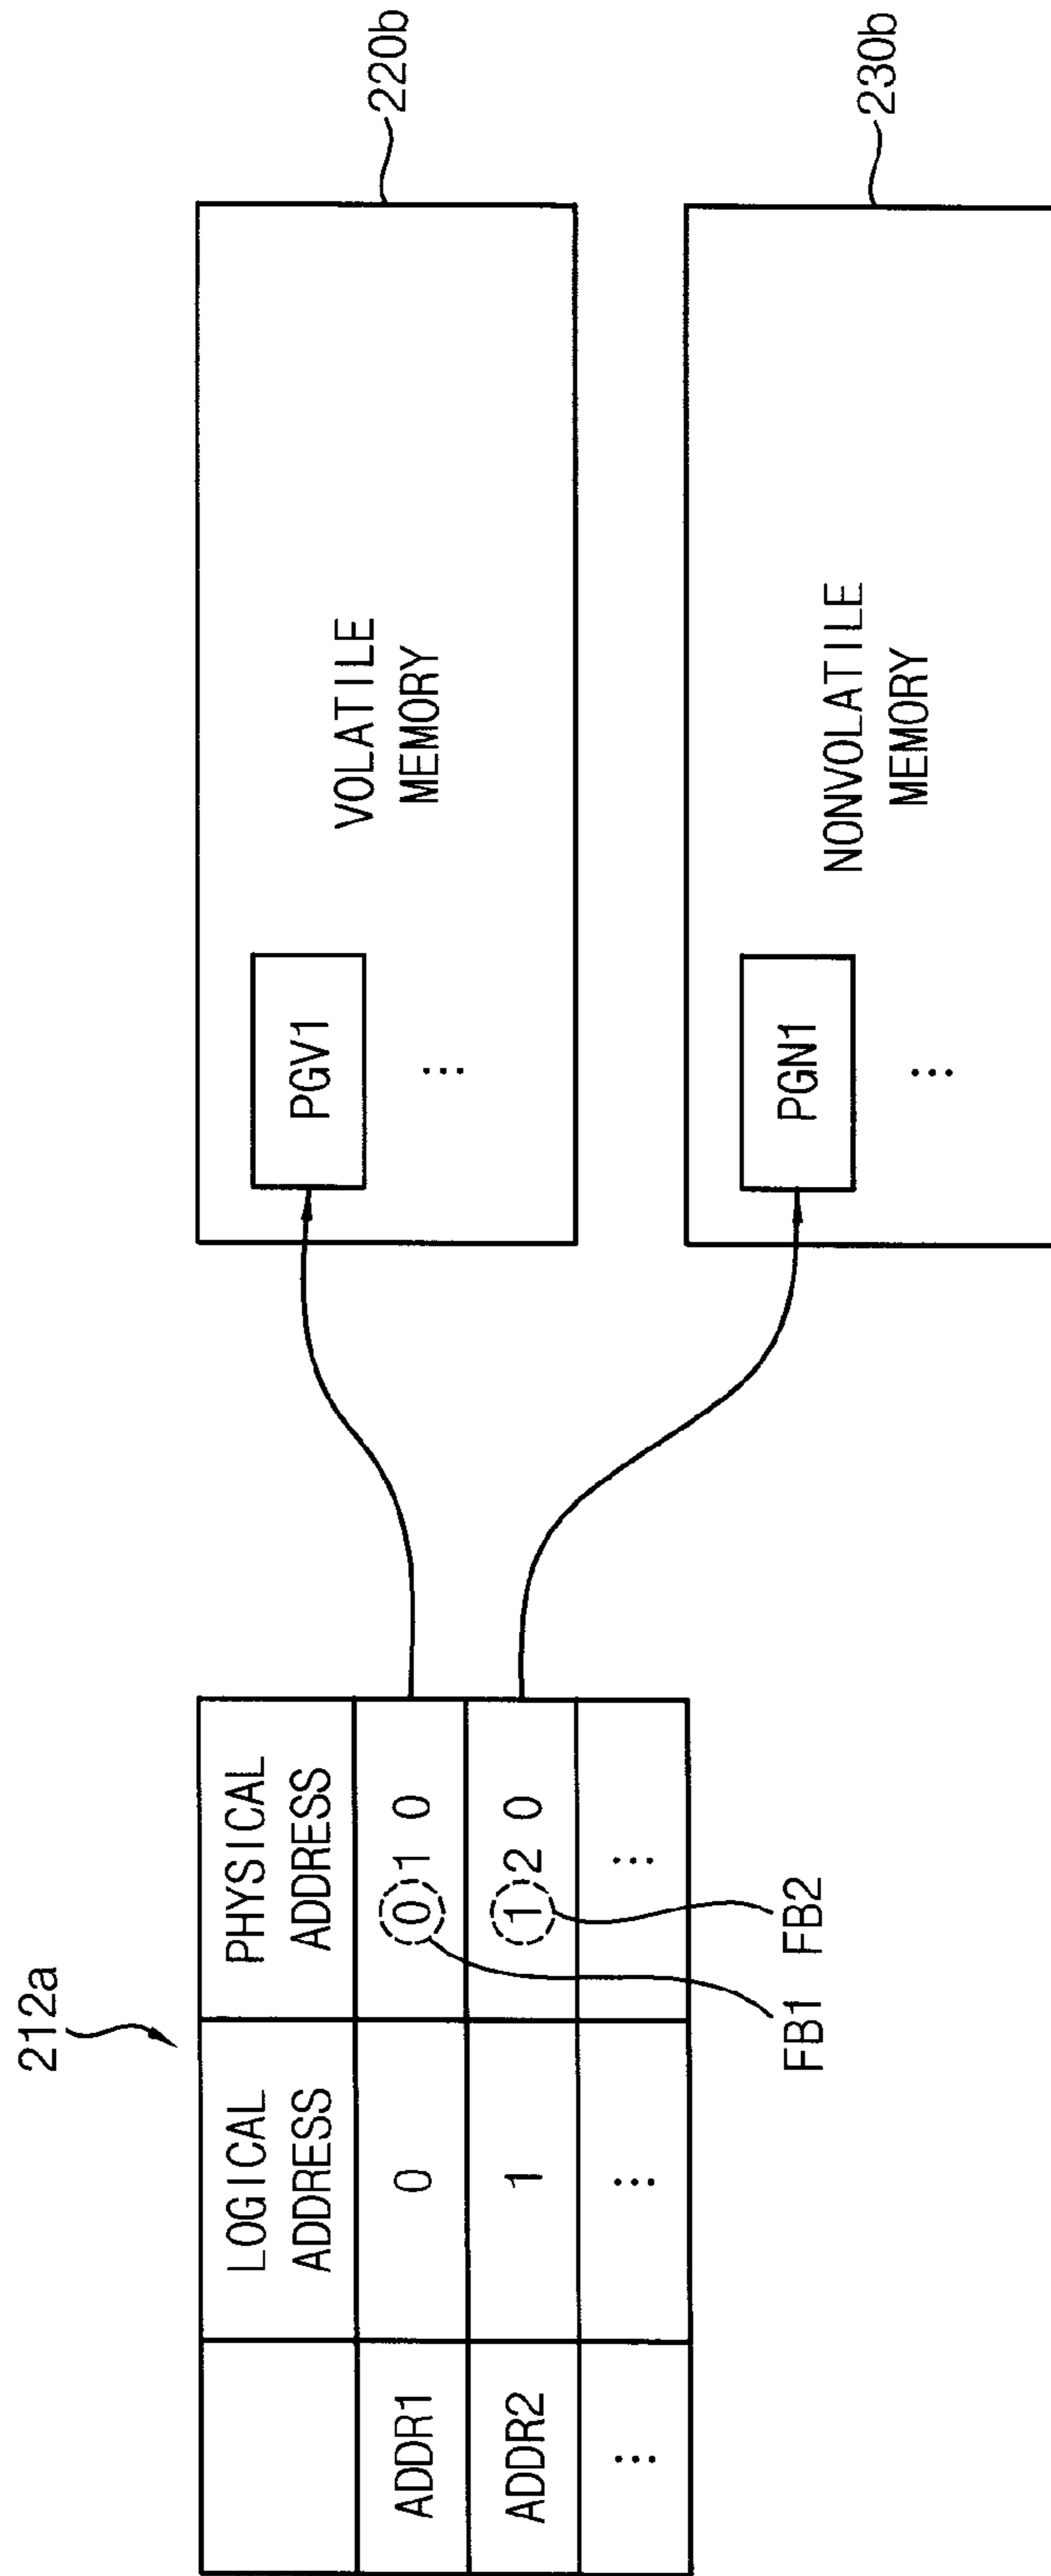 212a
LOGICAL ADDRESS PHYSICAL ADDRESS
ADDR1 0 0 1 0
ADDR2 1 1 2 0
⋮ ⋮ ⋮
FB1 FB2
PGV1
⋮
VOLATILE
MEMORY
220b
PGN1
⋮
NONVOLATILE
MEMORY
230b